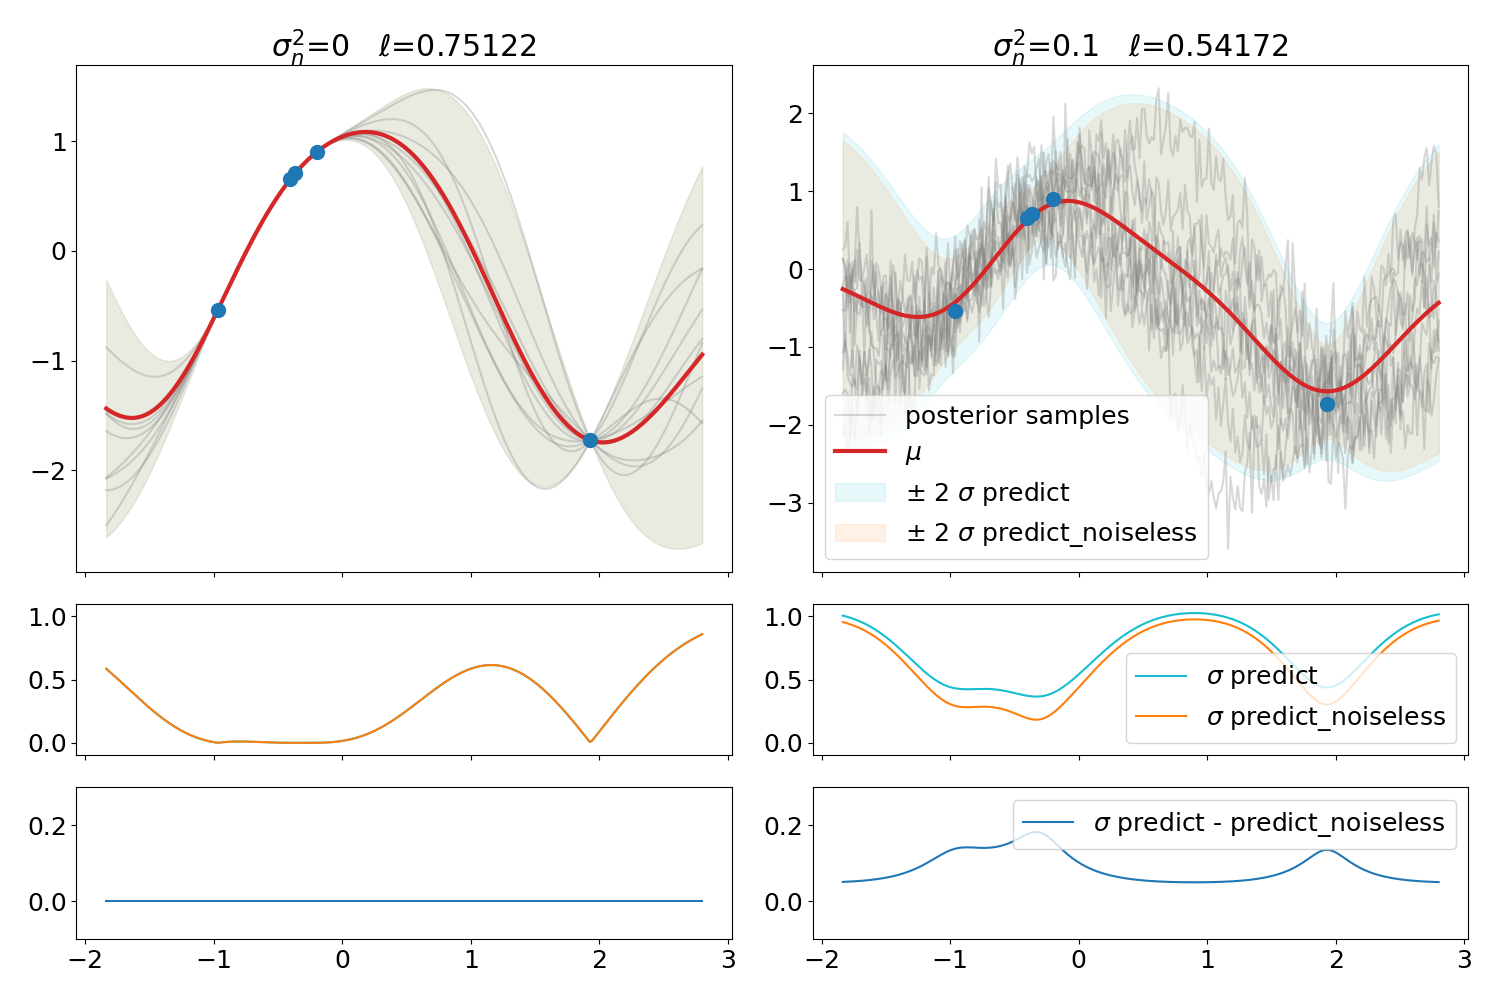 σ²ₙ=0 ℓ=0.75122
1
0
−1
−2
σ²ₙ=0.1 ℓ=0.54172
2
1
0
−1
−2
−3
posterior samples
μ
± 2 σ predict
± 2 σ predict_noiseless
1.0
0.5
0.0
1.0
0.5
0.0
σ predict
σ predict_noiseless
0.2
0.0
−2 −1 0 1 2 3
0.2
0.0
σ predict - predict_noiseless
−2 −1 0 1 2 3